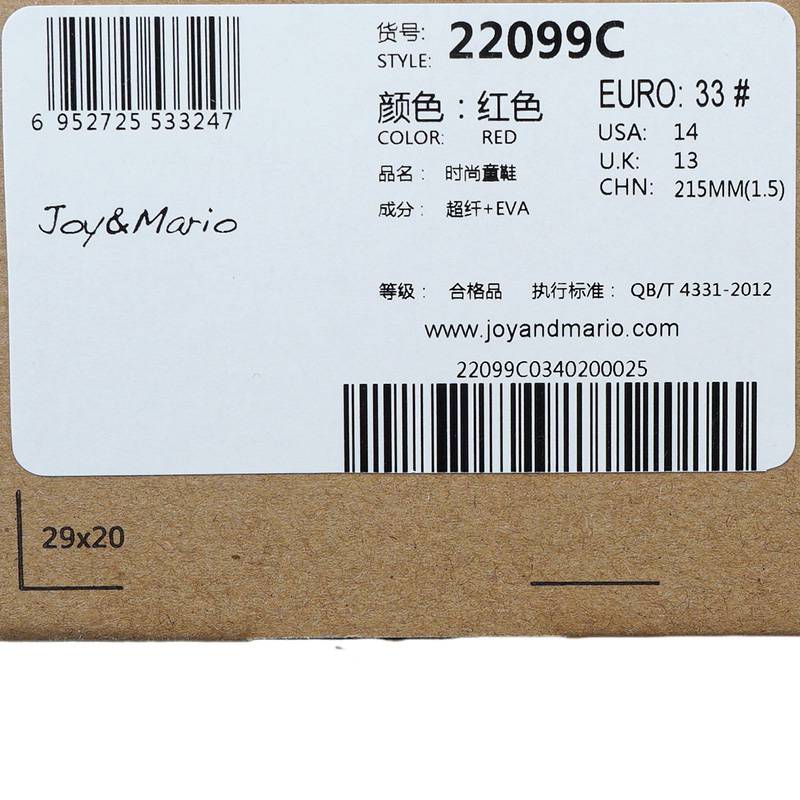 6 952725 533247
Joy&Mario
货号: 22099C
STYLE:
颜色：红色
COLOR: RED
EURO: 33#
USA: 14
U.K: 13
CHN: 215MM(1.5)
品名： 时尚童鞋
成分： 超纤+EVA
等级： 合格品 执行标准： QB/T 4331-2012
www.joyandmario.com
22099C0340200025
29x20